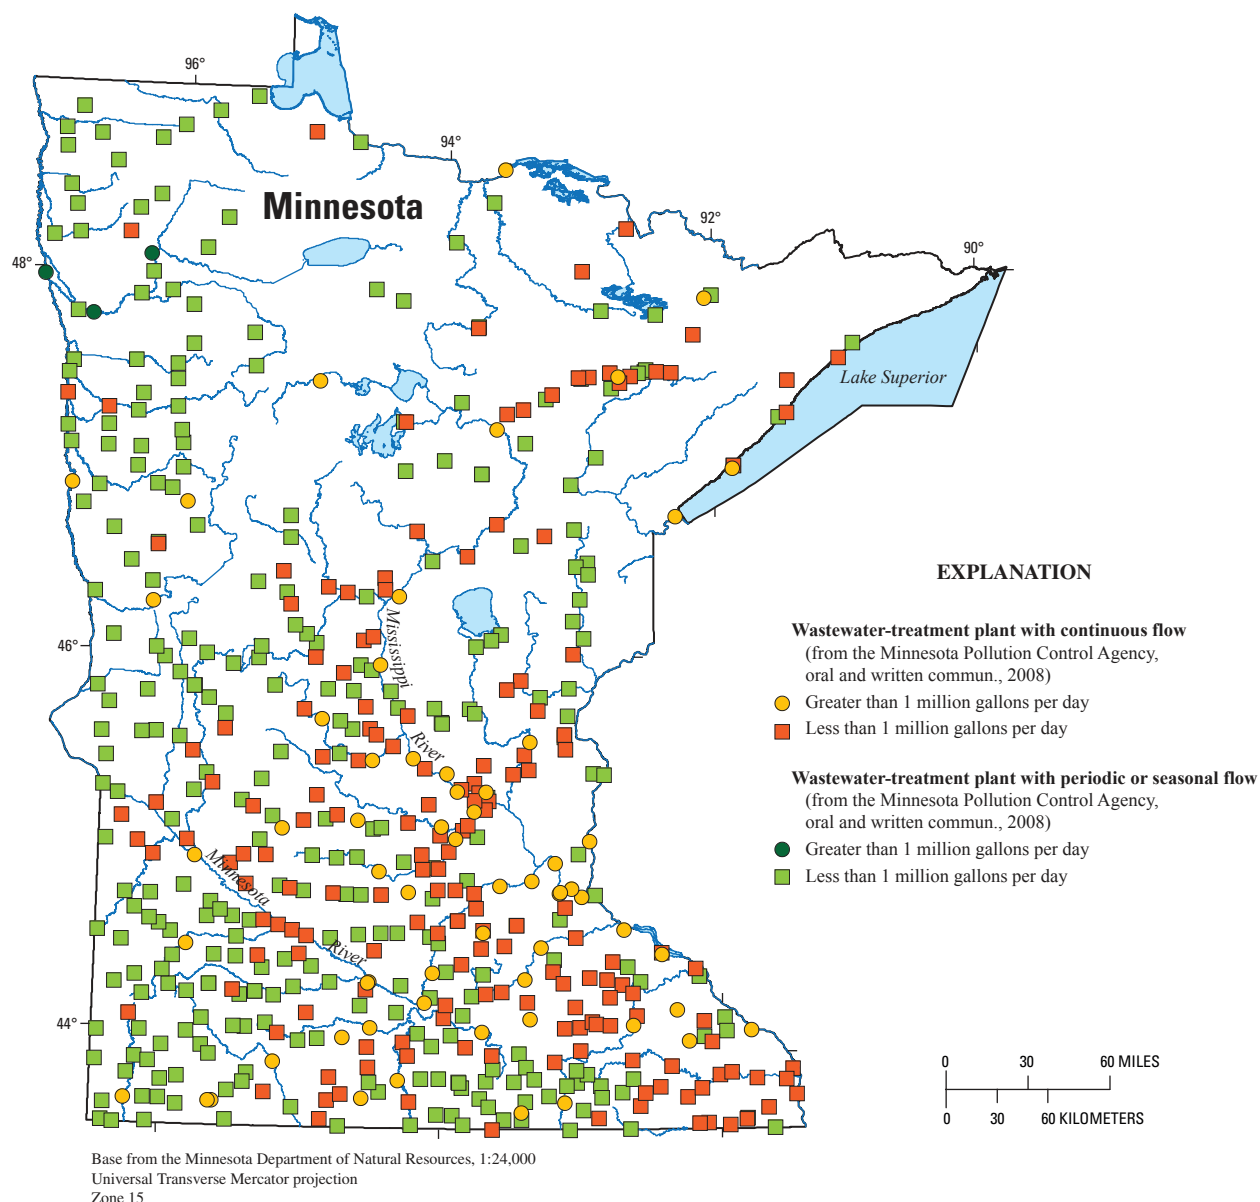 96°
94°
Minnesota
92°
48°
90°
Lake Superior
EXPLANATION
Wastewater-treatment plant with continuous flow
(from the Minnesota Pollution Control Agency,
oral and written commun., 2008)
Greater than 1 million gallons per day
Less than 1 million gallons per day
Wastewater-treatment plant with periodic or seasonal flow
(from the Minnesota Pollution Control Agency,
oral and written commun., 2008)
Greater than 1 million gallons per day
Less than 1 million gallons per day
46°
Mississippi
River
Minnesota
River
44°
0 30 60 MILES
0 30 60 KILOMETERS
Base from the Minnesota Department of Natural Resources, 1:24,000
Universal Transverse Mercator projection
Zone 15